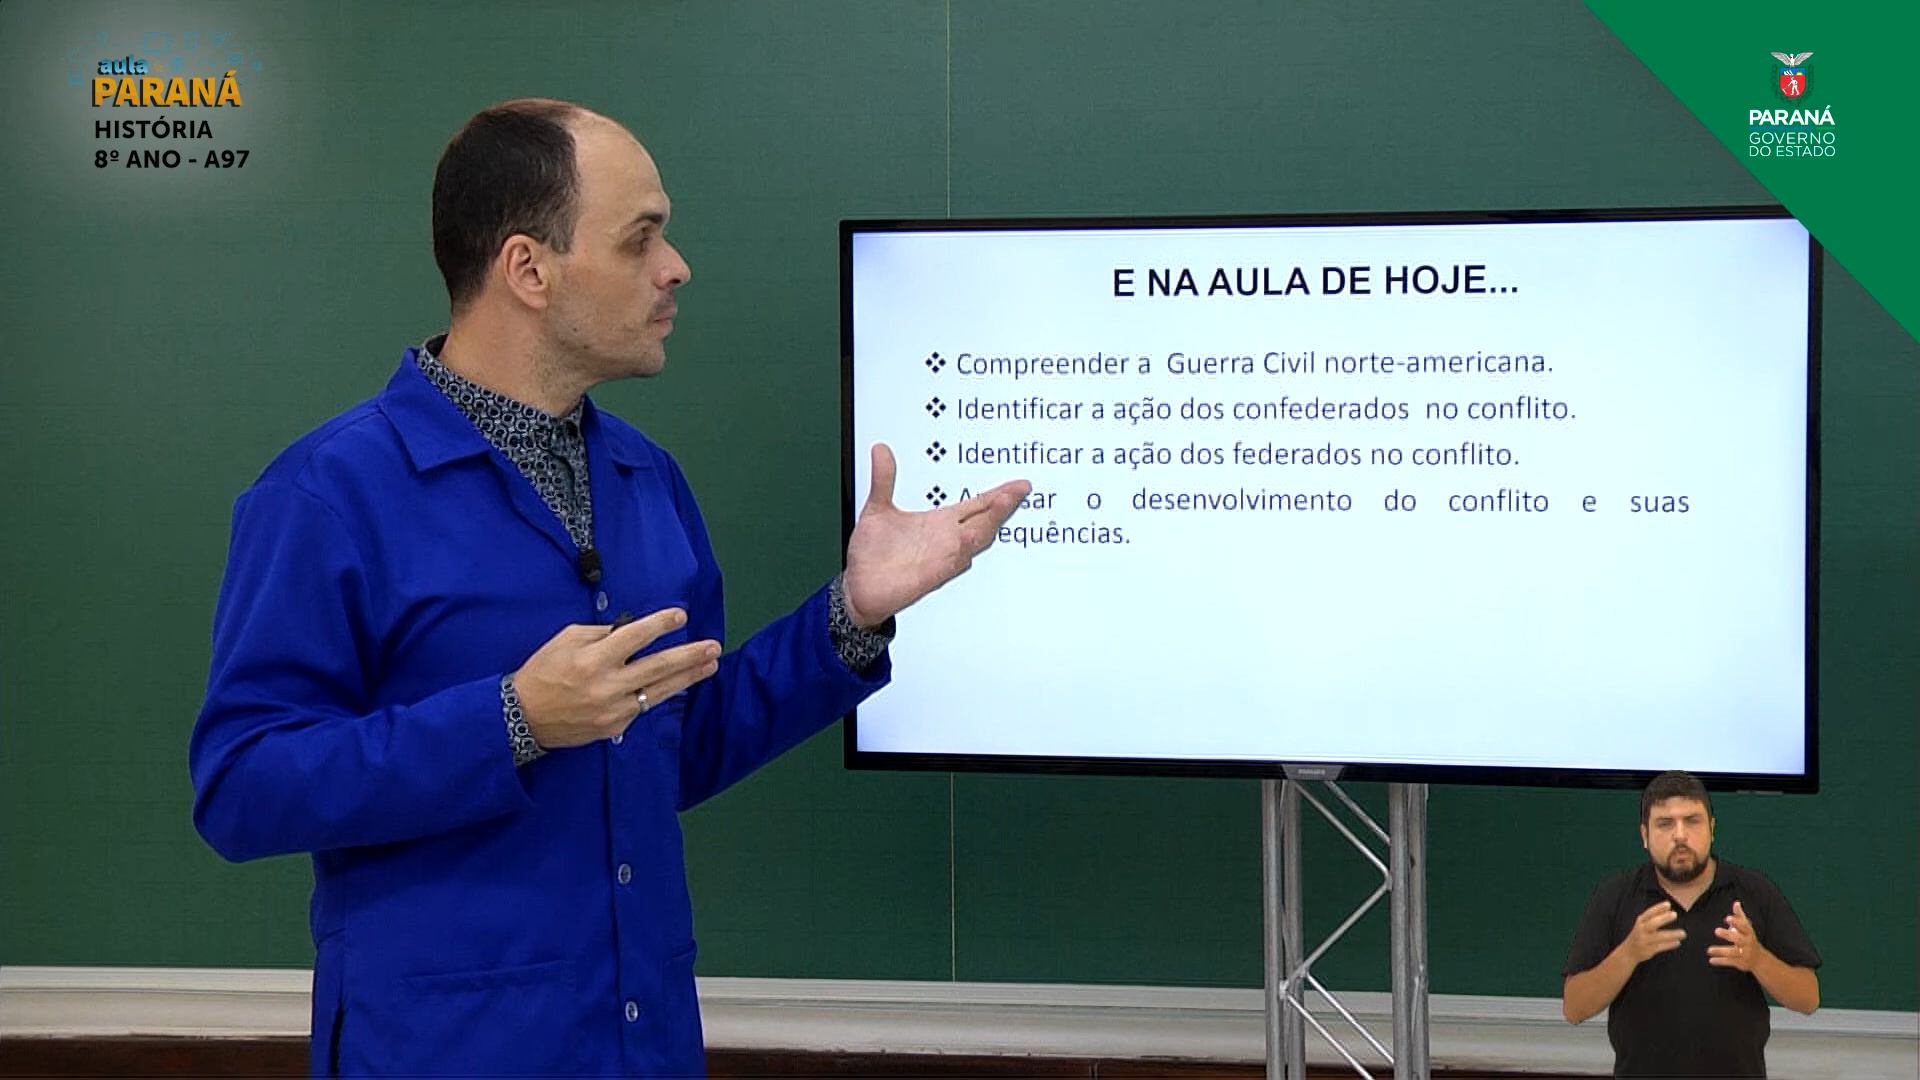 aula
PARANÁ
HISTÓRIA
8º ANO - A97
PARANÁ
GOVERNO
DO ESTADO
E NA AULA DE HOJE...
❖ Compreender a Guerra Civil norte-americana.
❖ Identificar a ação dos confederados no conflito.
❖ Identificar a ação dos federados no conflito.
❖ o desenvolvimento do conflito e suas